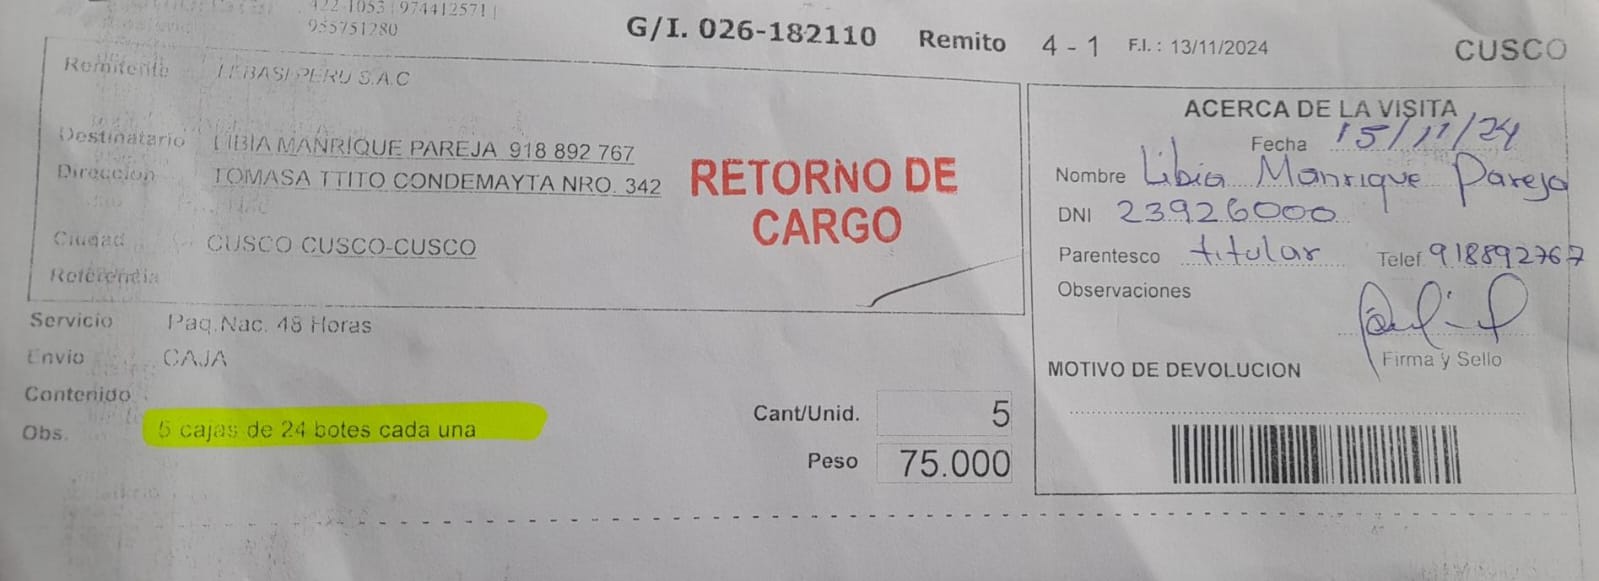 422-1053 | 974412571 |
955751280
G/I. 026-182110 Remito 4 - 1 F.I. : 13/11/2024 CUSCO
Remitente LEBASI PERU S.A.C
Destinatario LIBIA MANRIQUE PAREJA 918 892 767
Direccion TOMASA TTITO CONDEMAYTA NRO. 342
Ciudad CUSCO CUSCO-CUSCO
Referencia
RETORNO DE
CARGO
Servicio Paq.Nac. 48 Horas
Envio CAJA
Contenido
Obs. 5 cajas de 24 botes cada una
Cant/Unid. 5
Peso 75.000
ACERCA DE LA VISITA
Fecha 15/11/24
Nombre Libia Manrique Pareja
DNI 23926000
Parentesco titular Telef 918892767
Observaciones
Firma y Sello
MOTIVO DE DEVOLUCION